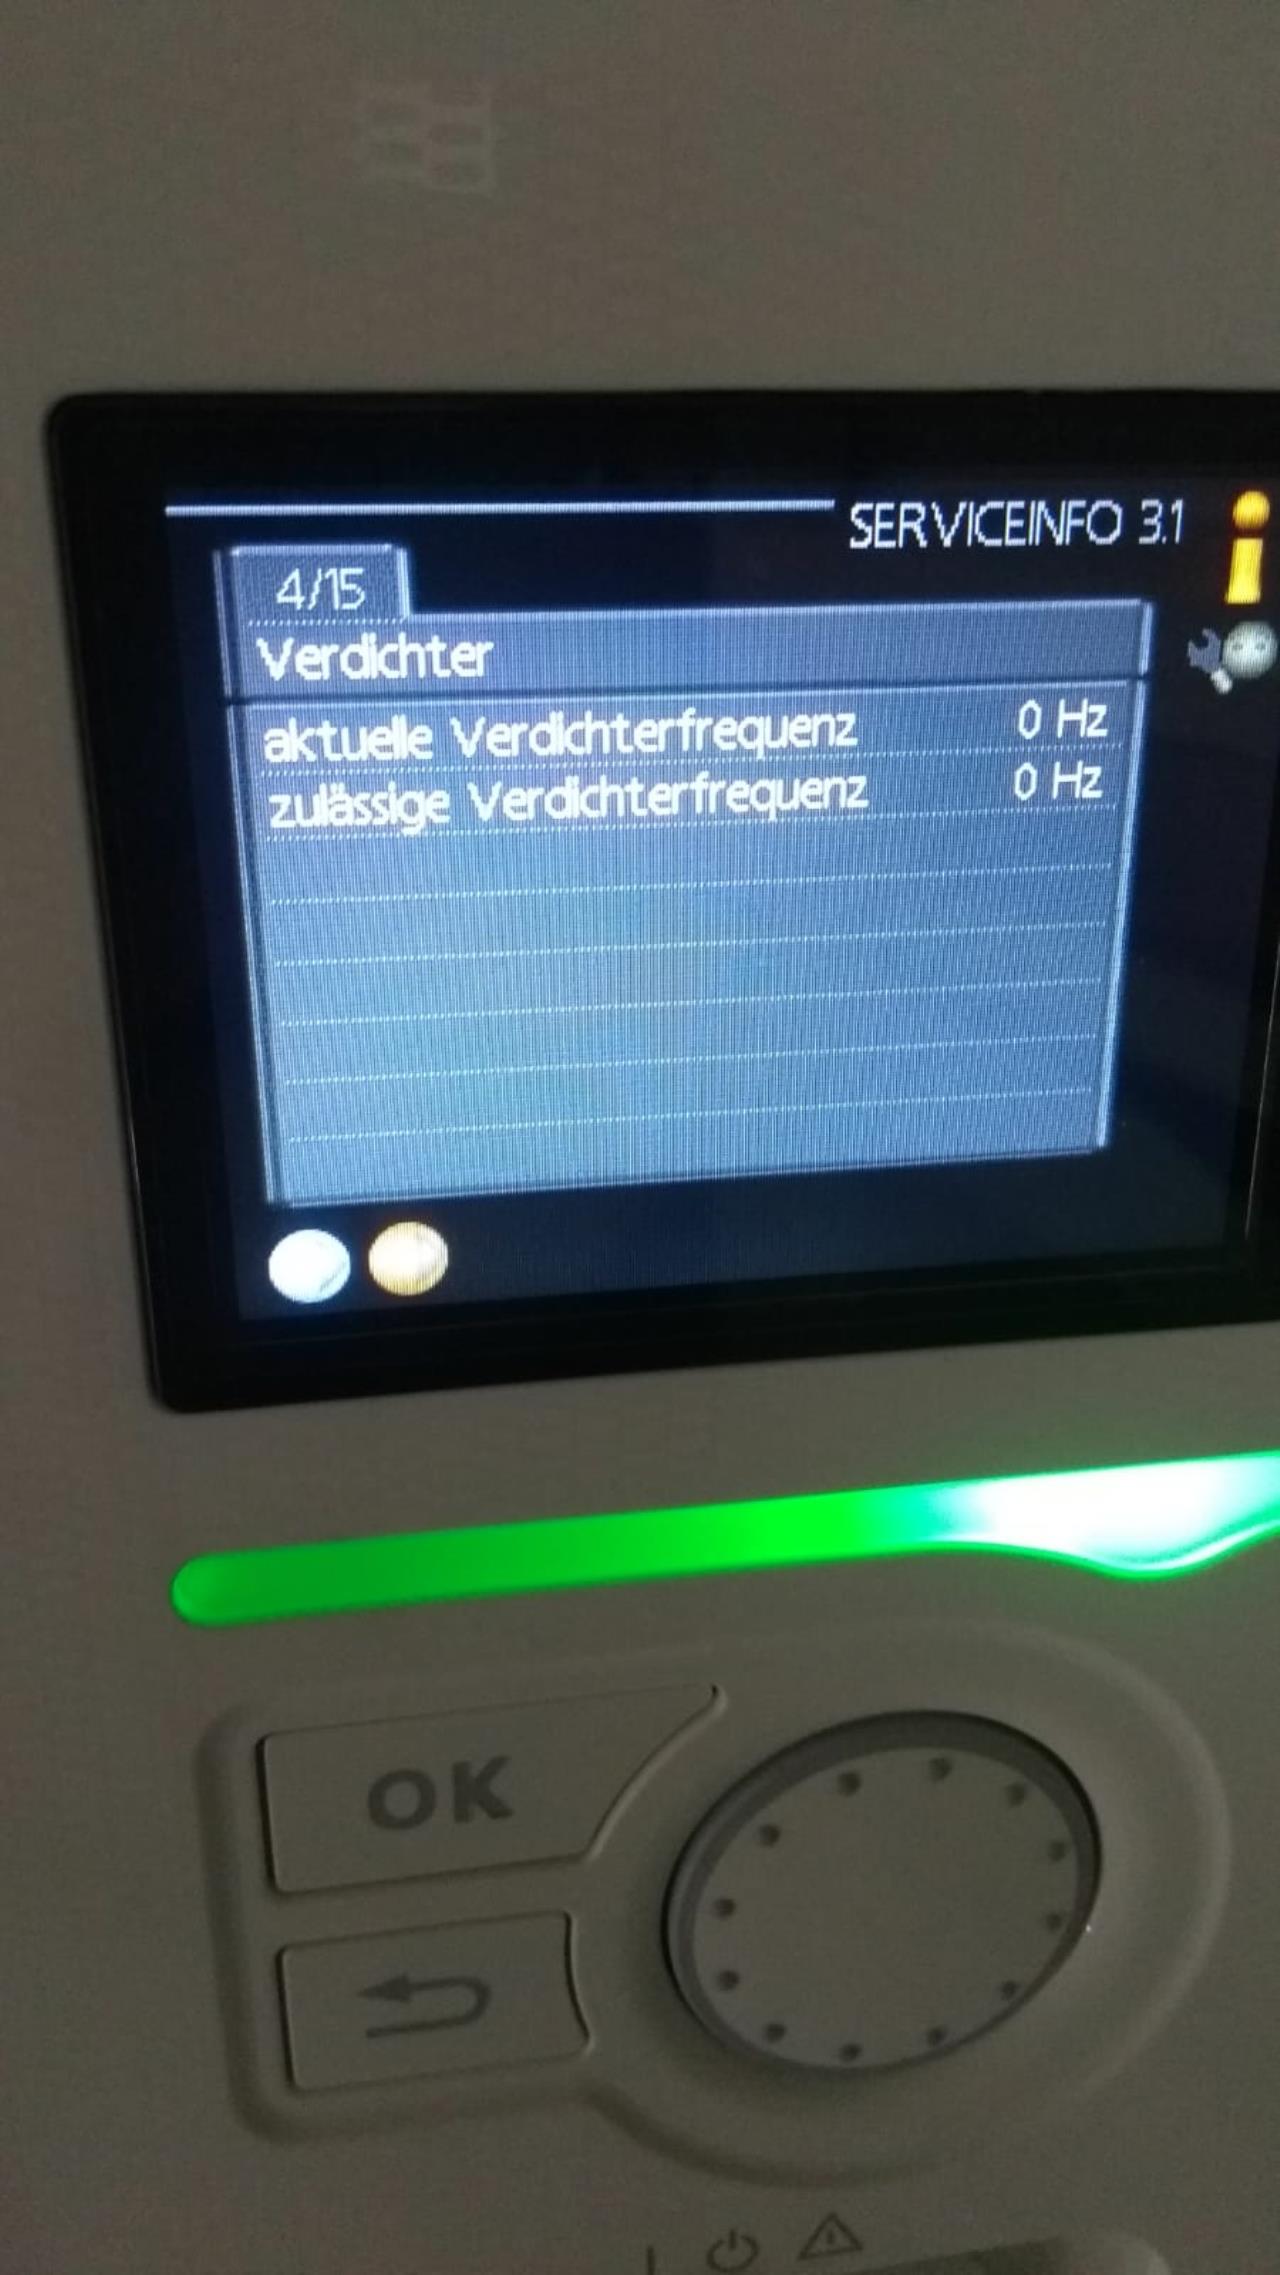 SERVICEINFO 3.1
4/15
Verdichter
aktuelle Verdichterfrequenz 0 Hz
zulässige Verdichterfrequenz 0 Hz
OK